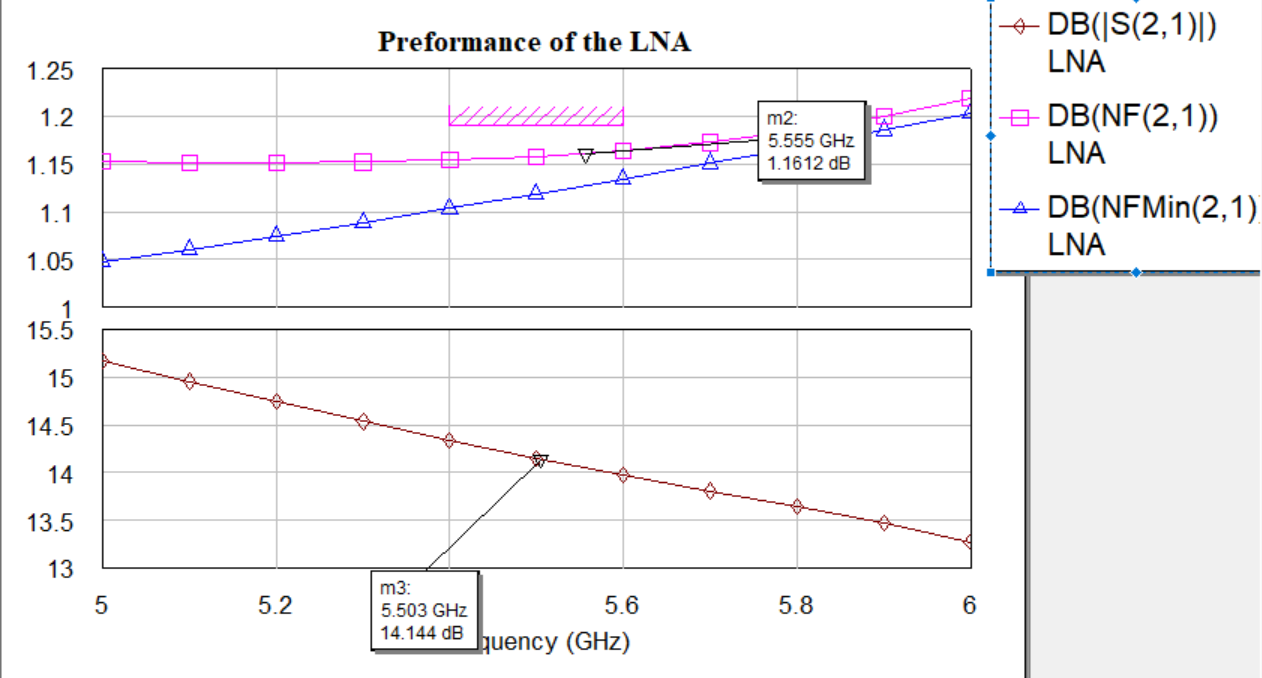 Preformance of the LNA
DB(|S(2,1)|)
LNA
DB(NF(2,1))
LNA
DB(NFMin(2,1)
LNA
1.25
1.2
1.15
1.1
1.05
1
m2:
5.555 GHz
1.1612 dB
15.5
15
14.5
14
13.5
13
m3:
5.503 GHz
14.144 dB
5
5.2
5.6
5.8
6
quency (GHz)